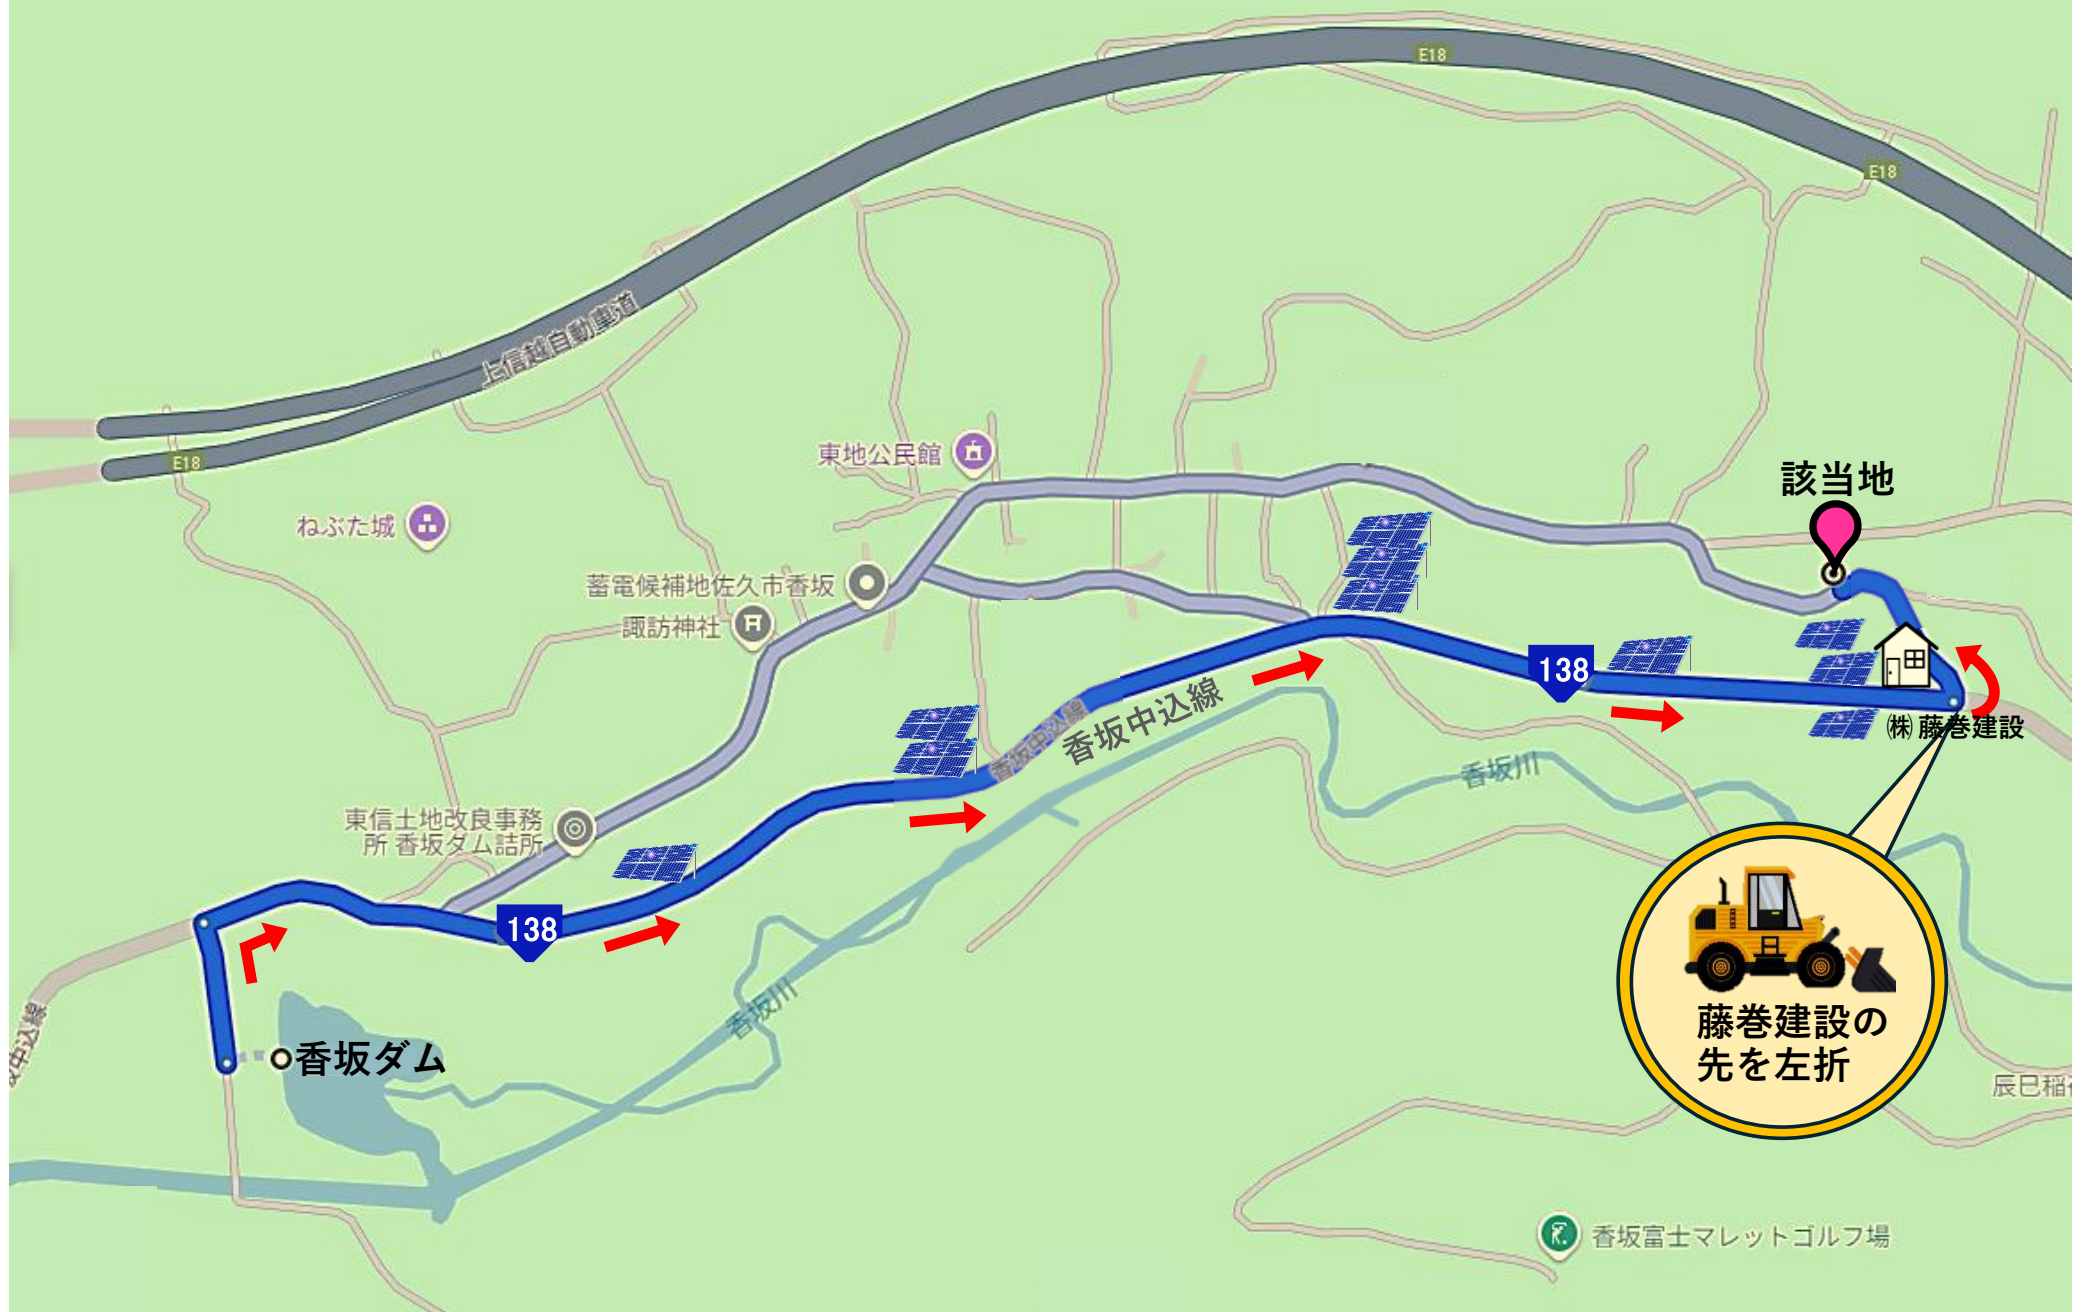 E18
E18
上信越自動車道
E18
東地公民館
該当地
ねぶた城
蓄電候補地佐久市香坂
諏訪神社
138
香坂中込線
香坂中込線
㈱ 藤巻建設
香坂川
東信土地改良事務
所 香坂ダム詰所
138
香坂川
香坂ダム
中込線
藤巻建設の
先を左折
辰巳稲
香坂富士マレットゴルフ場